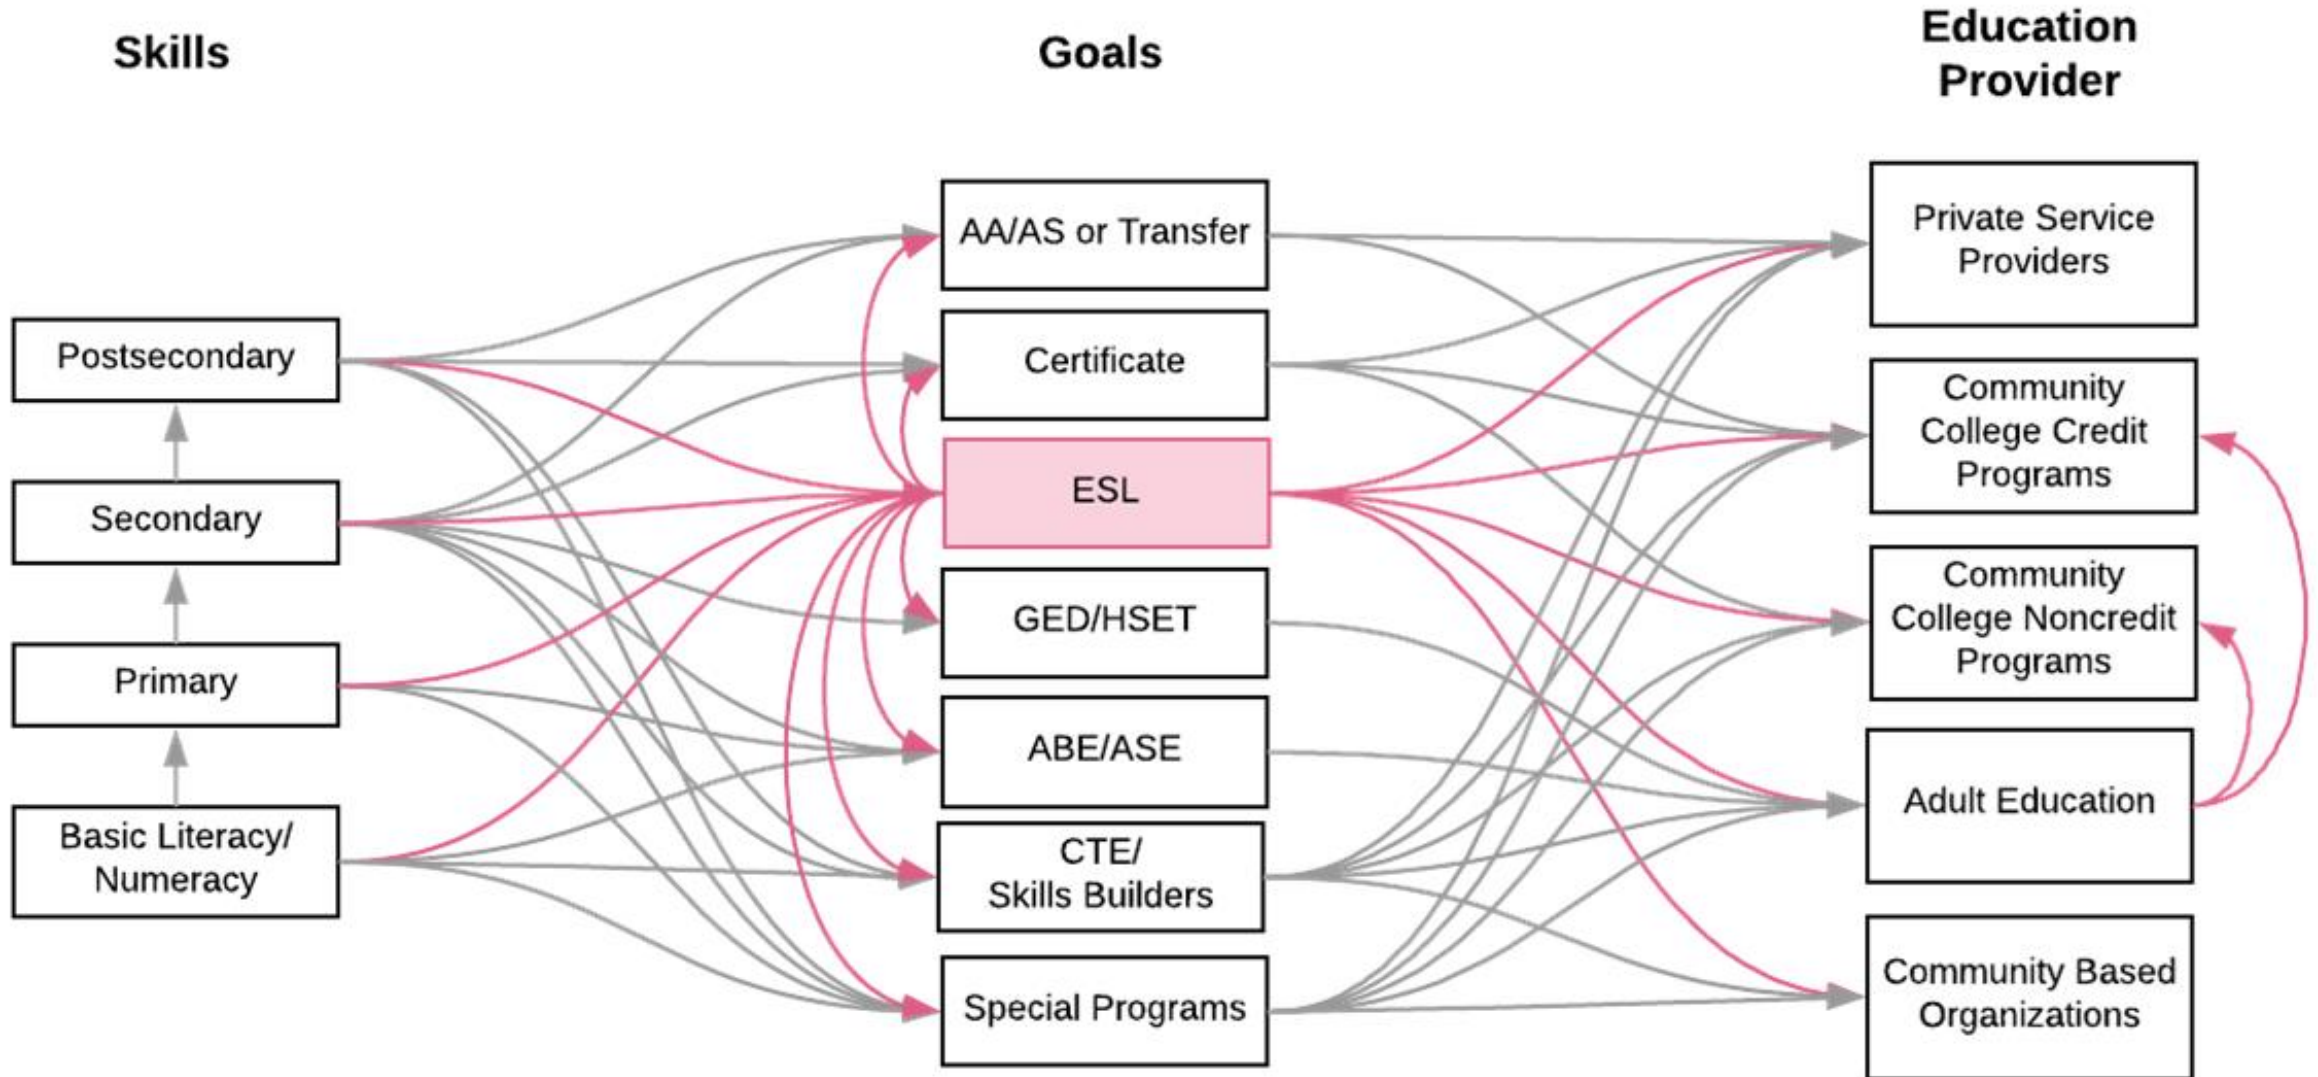 Skills
Goals
Education
Provider
Postsecondary
Secondary
Primary
Basic Literacy/
Numeracy
AA/AS or Transfer
Certificate
ESL
GED/HSET
ABE/ASE
CTE/
Skills Builders
Special Programs
Private Service
Providers
Community
College Credit
Programs
Community
College Noncredit
Programs
Adult Education
Community Based
Organizations